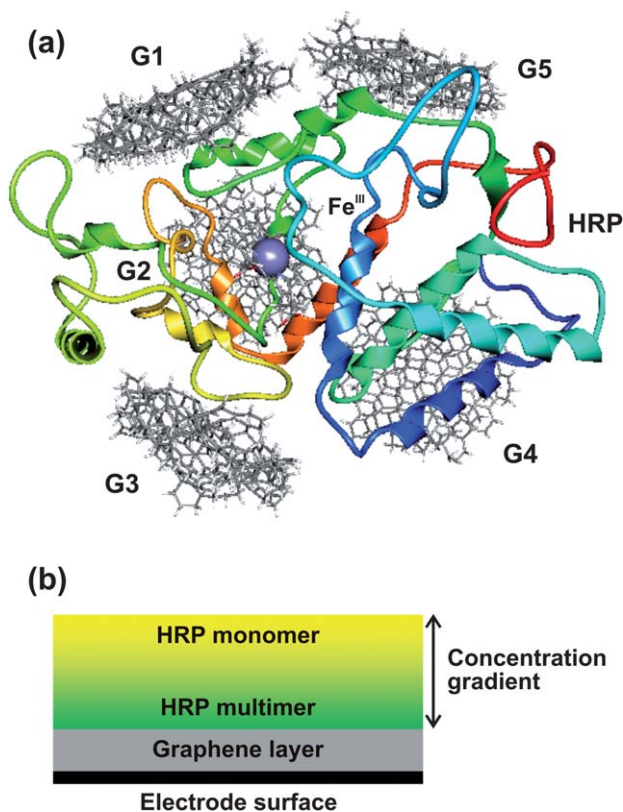 (a)
G1
G5
Fe^III
HRP
G2
G4
G3
(b)
HRP monomer
Concentration
gradient
HRP multimer
Graphene layer
Electrode surface